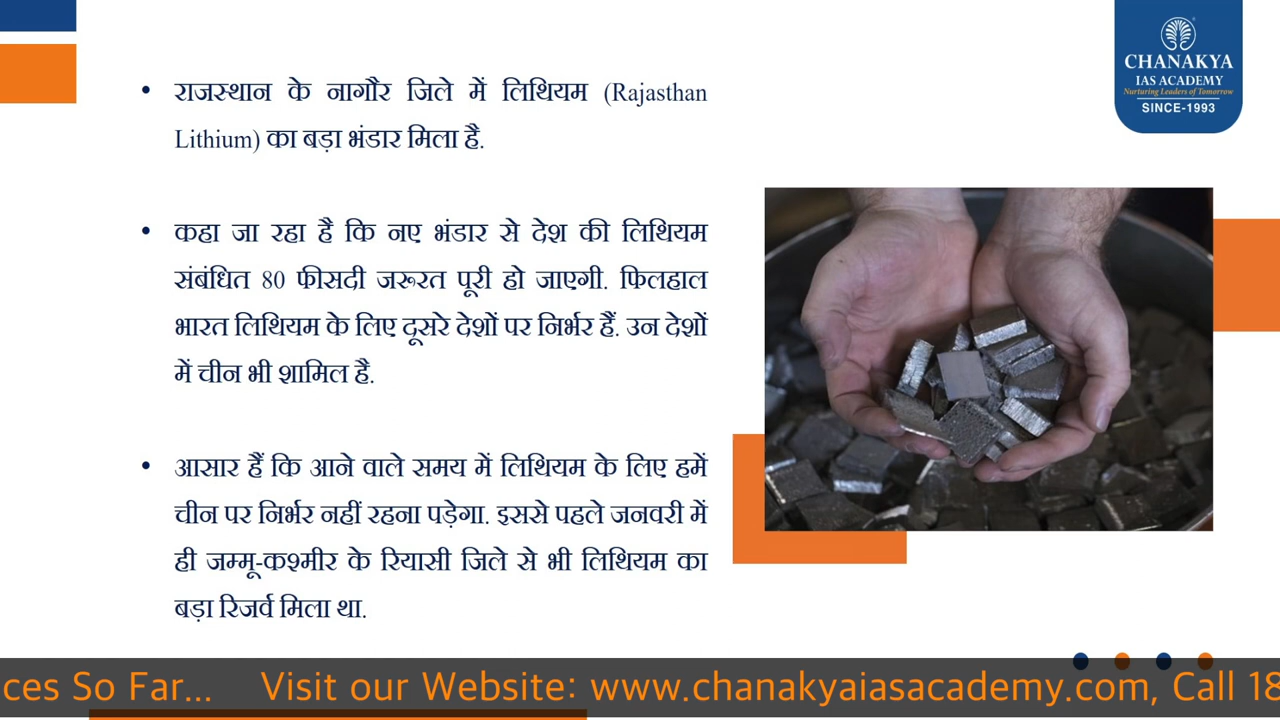 CHANAKYA
IAS ACADEMY
Nurturing Leaders of Tomorrow
SINCE-1993
• राजस्थान के नागौर जिले में लिथियम (Rajasthan
Lithium) का बड़ा भंडार मिला है.
• कहा जा रहा है कि नए भंडार से देश की लिथियम
संबंधित 80 फीसदी जरूरत पूरी हो जाएगी. फिलहाल
भारत लिथियम के लिए दूसरे देशों पर निर्भर हैं. उन देशों
में चीन भी शामिल है.
• आसार हैं कि आने वाले समय में लिथियम के लिए हमें
चीन पर निर्भर नहीं रहना पड़ेगा. इससे पहले जनवरी में
ही जम्मू-कश्मीर के रियासी जिले से भी लिथियम का
बड़ा रिजर्व मिला था.
ces So Far... Visit our Website: www.chanakyaiasacademy.com, Call 18